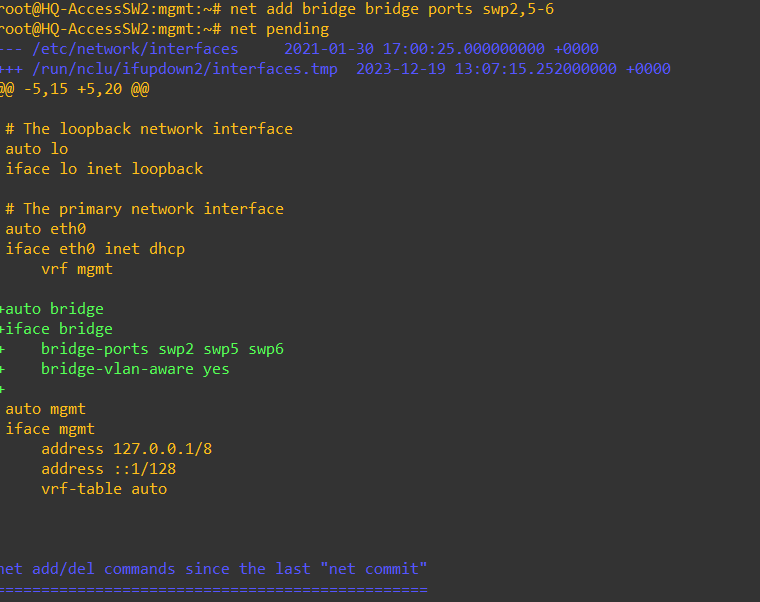 root@HQ-AccessSW2:mgmt:~# net add bridge bridge ports swp2,5-6
root@HQ-AccessSW2:mgmt:~# net pending
--- /etc/network/interfaces     2021-01-30 17:00:25.000000000 +0000
+++ /run/nclu/ifupdown2/interfaces.tmp  2023-12-19 13:07:15.252000000 +0000
@@ -5,15 +5,20 @@
 # The loopback network interface
 auto lo
 iface lo inet loopback
 # The primary network interface
 auto eth0
 iface eth0 inet dhcp
     vrf mgmt
+auto bridge
+iface bridge
+    bridge-ports swp2 swp5 swp6
+    bridge-vlan-aware yes
+
 auto mgmt
 iface mgmt
     address 127.0.0.1/8
     address ::1/128
     vrf-table auto
net add/del commands since the last "net commit"
================================================